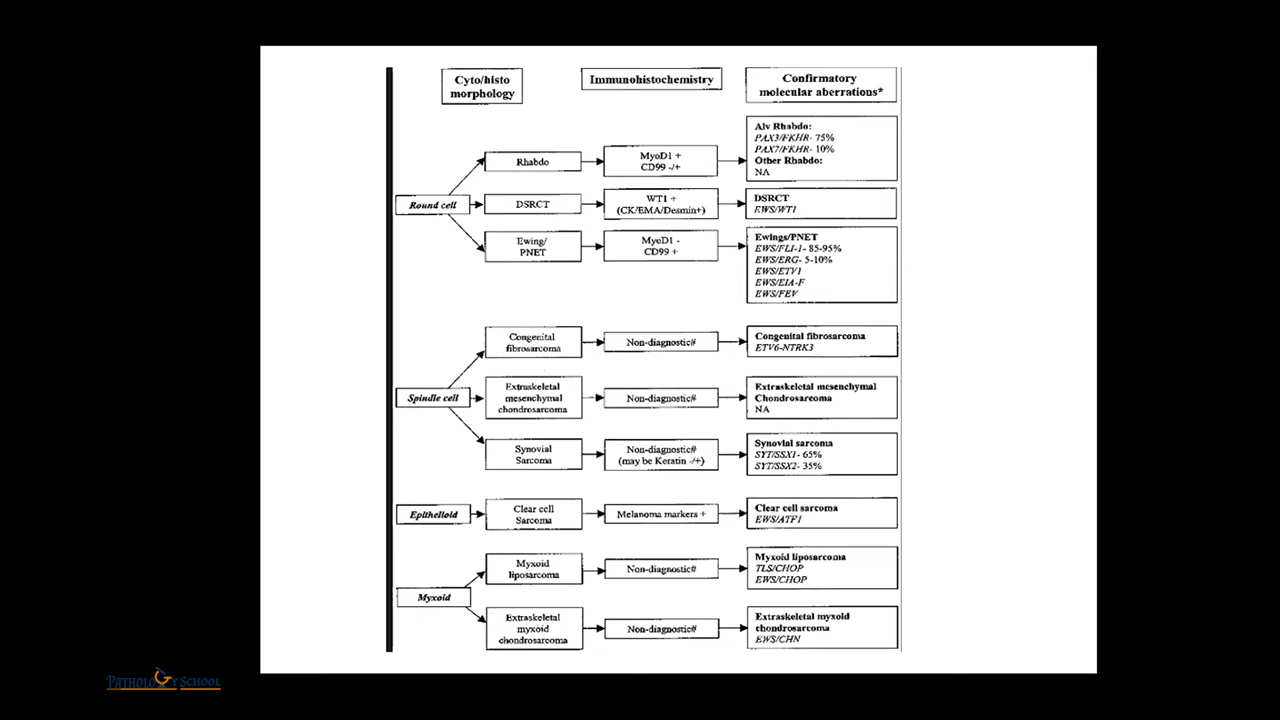 Cyto/histo
morphology
Immunohistochemistry
Confirmatory
molecular aberrations*
Round cell
Rhabdo
MyoD1 +
CD99 -/+
Alv Rhabdo:
PAX3/FKHR- 75%
PAX7/FKHR- 10%
Other Rhabdo:
NA
DSRCT
WT1 +
(CK/EMA/Desmin+)
DSRCT
EWS/WT1
Ewing/
PNET
MyoD1 -
CD99 +
Ewings/PNET
EWS/FLI-1- 85-95%
EWS/ERG- 5-10%
EWS/ETV1
EWS/EIA-F
EWS/FEV
Spindle cell
Congenital
fibrosarcoma
Non-diagnostic#
Congenital fibrosarcoma
ETV6-NTRK3
Extraskeletal
mesenchymal
chondrosarcoma
Non-diagnostic#
Extraskeletal mesenchymal
Chondrosarcoma
NA
Synovial
Sarcoma
Non-diagnostic#
(may be Keratin -/+)
Synovial sarcoma
SYT/SSX1- 65%
SYT/SSX2- 35%
Epithelloid
Clear cell
Sarcoma
Melanoma markers +
Clear cell sarcoma
EWS/ATF1
Myxoid
Myxoid
liposarcoma
Non-diagnostic#
Myxoid liposarcoma
TLS/CHOP
EWS/CHOP
Extraskeletal
myxoid
chondrosarcoma
Non-diagnostic#
Extraskeletal myxoid
chondrosarcoma
EWS/CHN
PATHOLOGY SCHOOL